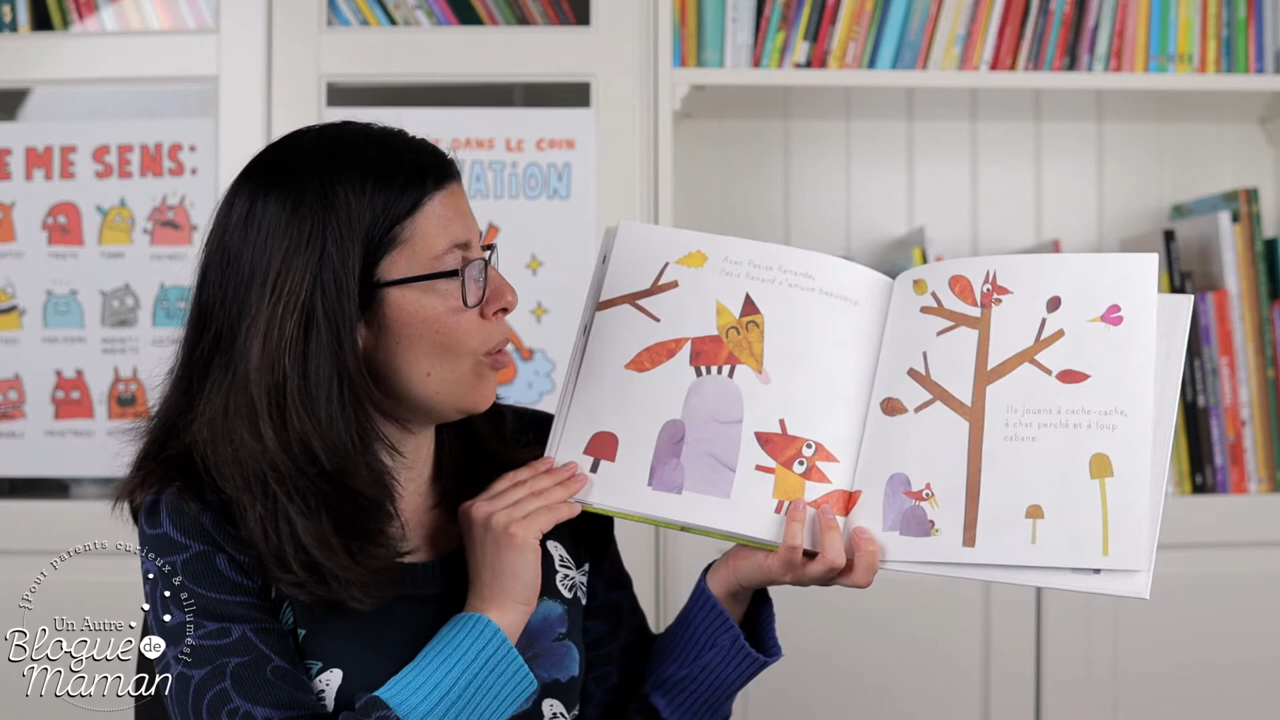 E ME SENS:
DANS LE COIN
Avec Petite Renarde,
Petit Renard s'amuse beaucoup.
Ils jouent à cache-cache,
à chat perché et à loup
cabane.
{Pour parents curieux & allumés}
Un Autre
Blogue de
Maman